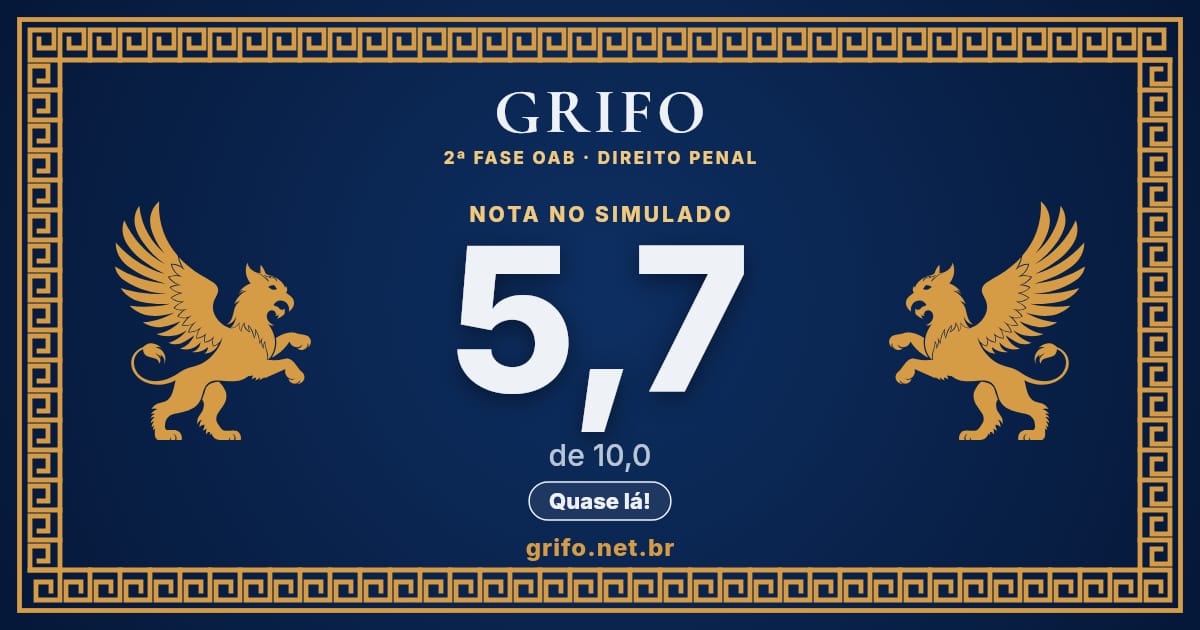 GRIFO
2ª FASE OAB · DIREITO PENAL
NOTA NO SIMULADO
5,7
de 10,0
Quase lá!
grifo.net.br